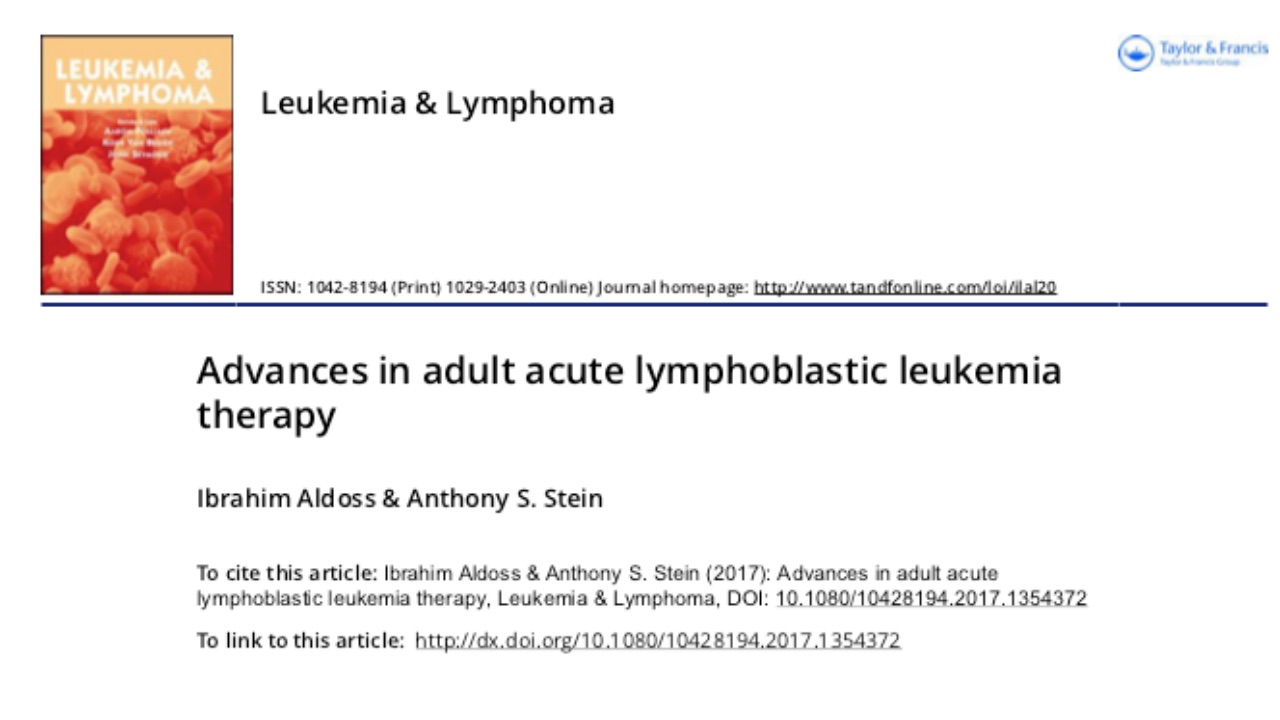 LEUKEMIA &
LYMPHOMA
Taylor & Francis
Taylor & Francis Group
Leukemia & Lymphoma
ISSN: 1042-8194 (Print) 1029-2403 (Online) Journal homepage: http://www.tandfonline.com/loi/ilal20
Advances in adult acute lymphoblastic leukemia
therapy
Ibrahim Aldoss & Anthony S. Stein
To cite this article: Ibrahim Aldoss & Anthony S. Stein (2017): Advances in adult acute
lymphoblastic leukemia therapy, Leukemia & Lymphoma, DOI: 10.1080/10428194.2017.1354372
To link to this article: http://dx.doi.org/10.1080/10428194.2017.1354372